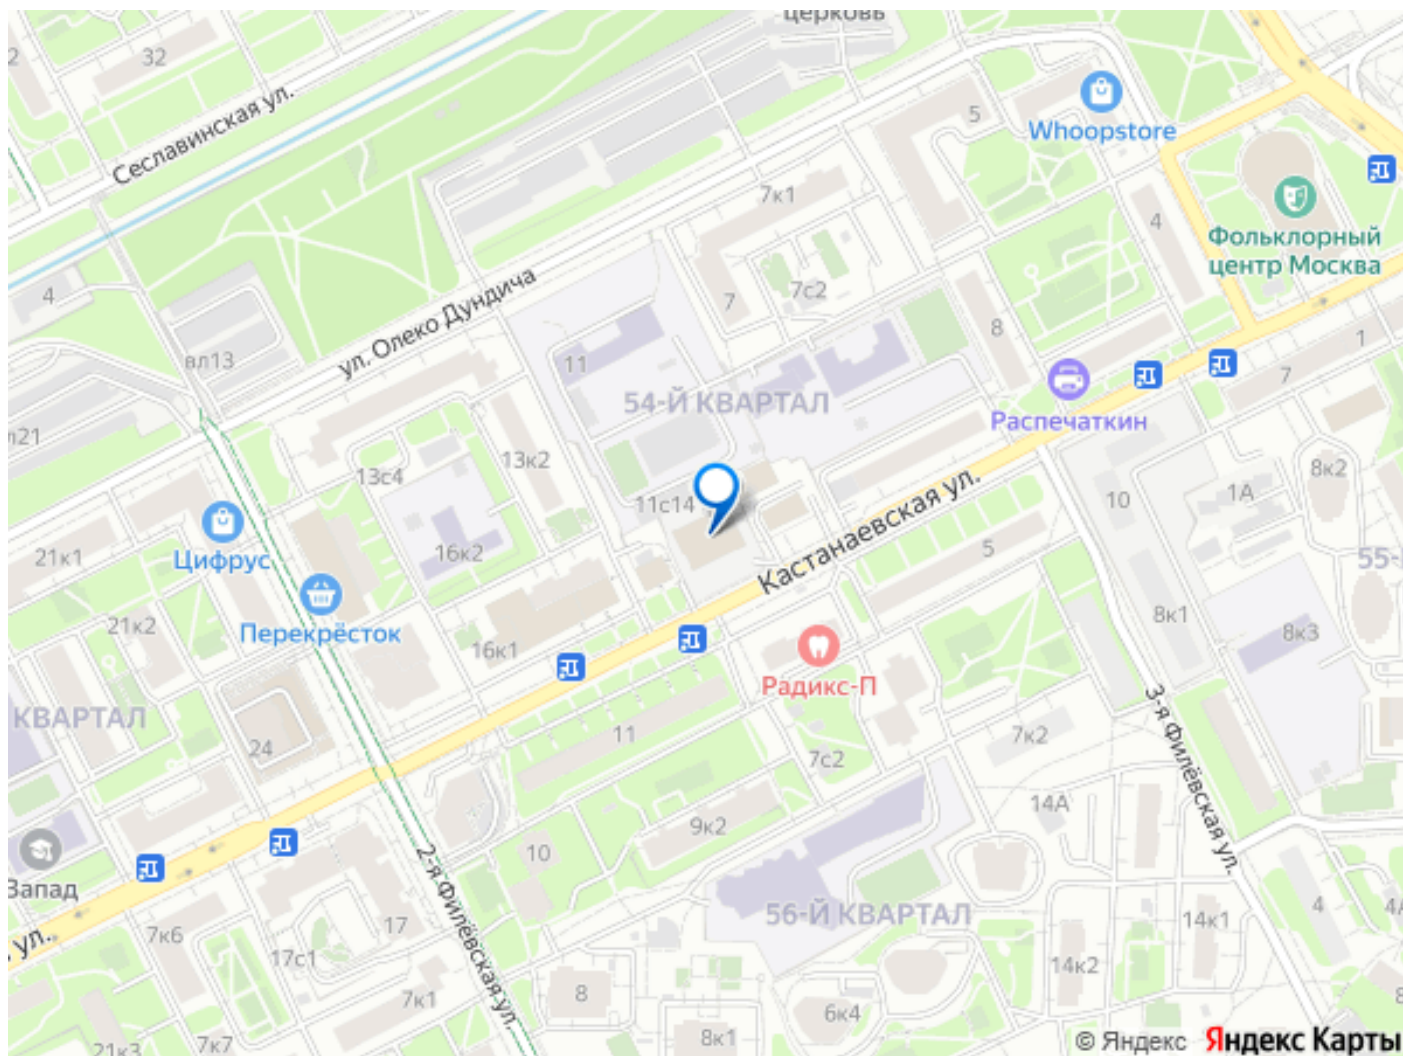 церковь
32
2
Сеславинская ул.
5
Whoopstore
7к1
4
Фольклорный
центр Москва
4
7с2
7
ул. Олеко Дундича
8
1
вл13
11
7
54-Й КВАРТАЛ
Распечаткин
л21
13с4
13к2
8к2
1А
10
11с14
Кастанаевская ул.
21к1
Цифрус
16к2
5
55-
Перекрёсток
21к2
8к1
8к3
16к1
Радикс-П
КВАРТАЛ
24
11
7с2
7к2
3-я Филёвская ул.
14А
9к2
10
2-я Филёвская ул.
Запад
56-Й КВАРТАЛ
4
4А
14к1
17
ул.
7к6
17с1
14к2
7к1
8
6к4
8
8к1
7к7
21к3
© Яндекс Яндекс Карты